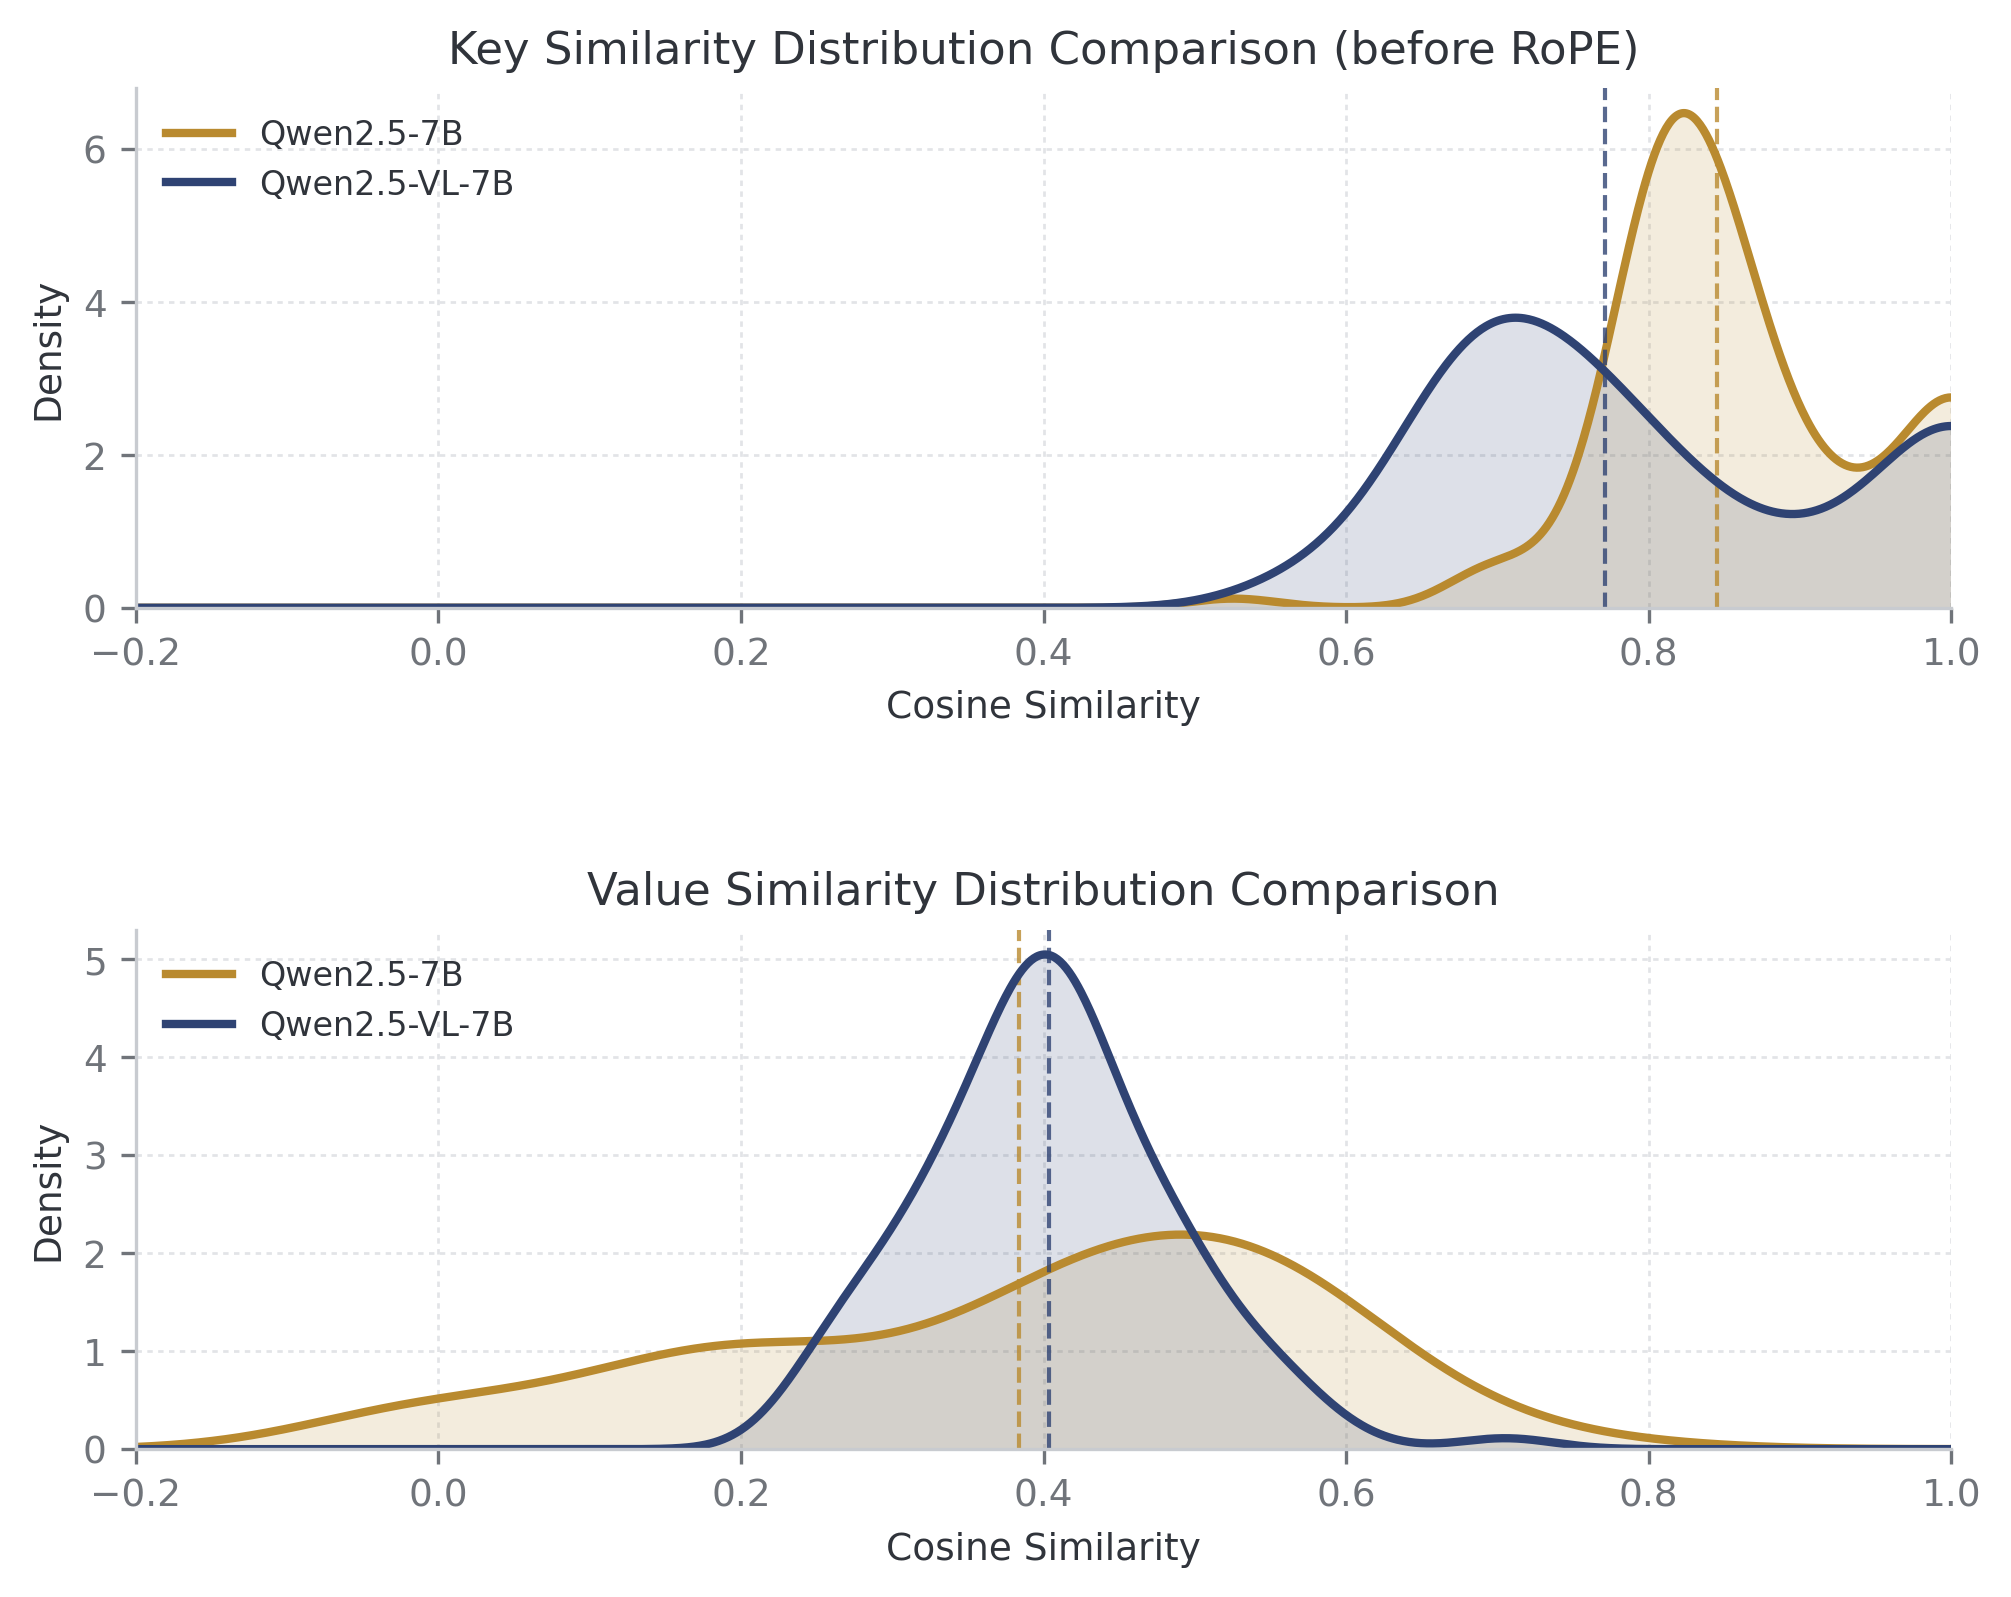 Key Similarity Distribution Comparison (before RoPE)
Qwen2.5-7B
Qwen2.5-VL-7B
Density
6
4
2
0
−0.2 0.0 0.2 0.4 0.6 0.8 1.0
Cosine Similarity
Value Similarity Distribution Comparison
Qwen2.5-7B
Qwen2.5-VL-7B
Density
5
4
3
2
1
0
−0.2 0.0 0.2 0.4 0.6 0.8 1.0
Cosine Similarity